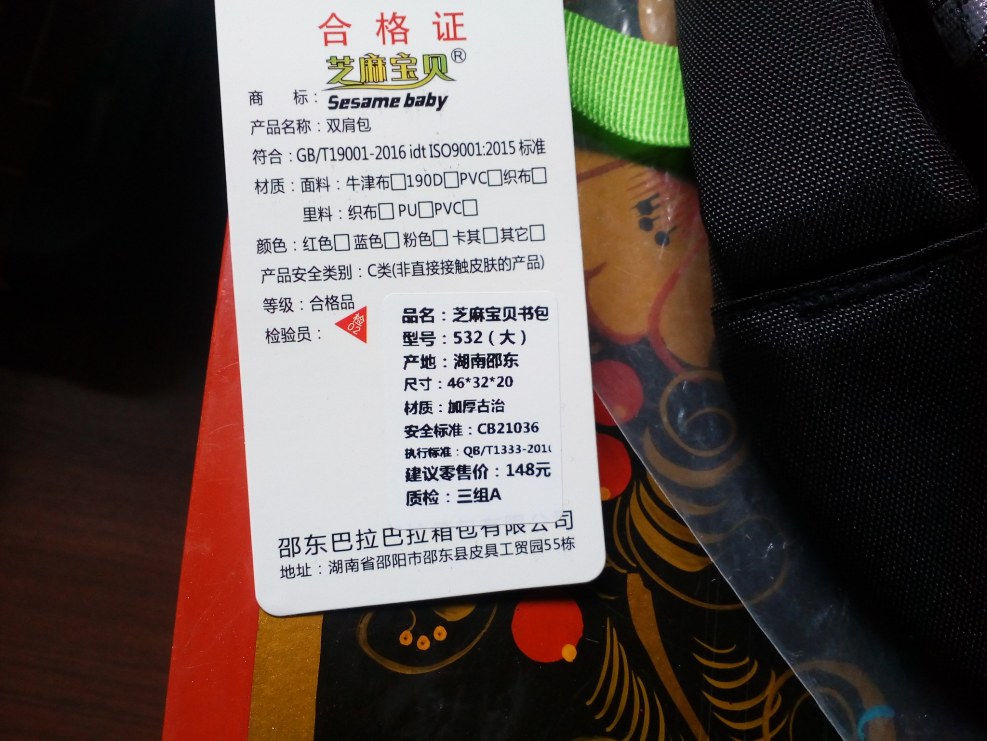 合格证
芝麻宝贝®
商 标：Sesame baby
产品名称：双肩包
符合：GB/T19001-2016 idt ISO9001:2015 标准
材质：面料：牛津布□190D□PVC□织布□
里料：织布□ PU□PVC□
颜色：红色□ 蓝色□ 粉色□ 卡其□其它□
产品安全类别：C类(非直接接触皮肤的产品)
等级：合格品
检验员：
检02
品名：芝麻宝贝书包
型号：532（大）
产地：湖南邵东
尺寸：46*32*20
材质：加厚古治
安全标准：CB21036
执行标准：QB/T1333-201
建议零售价：148元
质检：三组A
邵东巴拉巴拉箱包有限公司
地址：湖南省邵阳市邵东县皮具工贸园55栋